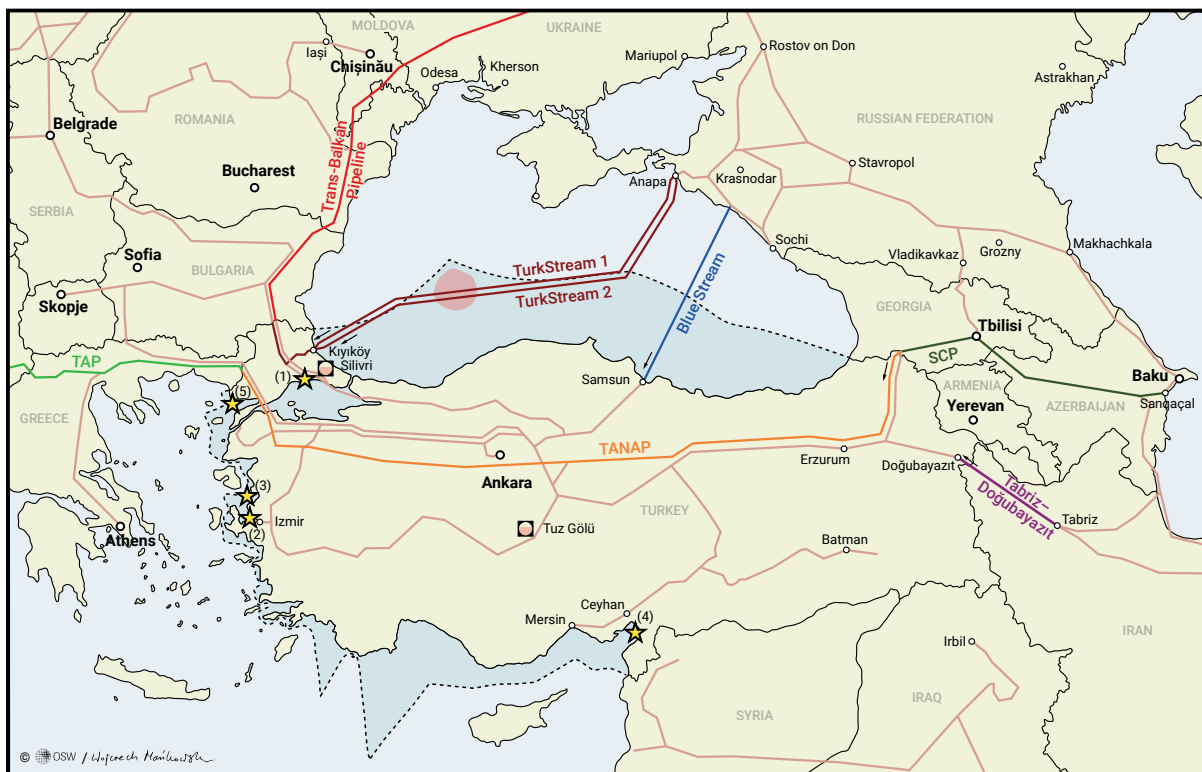 MOLDOVA
UKRAINE
Iași
Chișinău
Odesa
Kherson
Mariupol
Rostov on Don
Astrakhan
Belgrade
ROMANIA
RUSSIAN FEDERATION
Trans-Balkan
Pipeline
Bucharest
Stavropol
Anapa
Krasnodar
SERBIA
Sofia
BULGARIA
Sochi
Vladikavkaz
Grozny
Makhachkala
Skopje
TurkStream 1
TurkStream 2
Blue Stream
GEORGIA
Tbilisi
TAP
Kıyıköy
Silivri
(1)
Samsun
SCP
ARMENIA
Baku
Yerevan
AZERBAIJAN
Sangaçal
GREECE
(5)
TANAP
Erzurum
Ankara
Doğubayazıt
Tabriz–
Doğubayazıt
(3)
(2)
Izmir
Tuz Gölü
TURKEY
Tabriz
Athens
Batman
Ceyhan
Mersin
(4)
Irbil
IRAN
SYRIA
IRAQ
© OSW / Wojciech Mańkowski